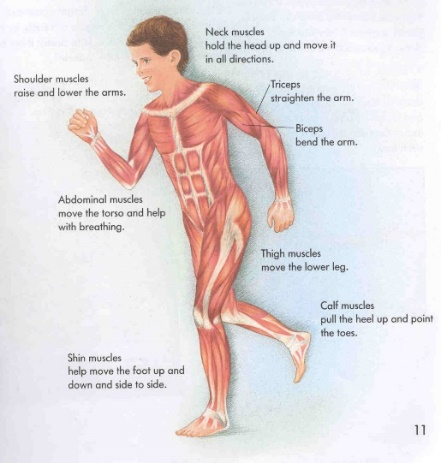 Neck muscles
hold the head up and move it
in all directions.
Shoulder muscles
raise and lower the arms.
Triceps
straighten the arm.
Biceps
bend the arm.
Abdominal muscles
move the torso and help
with breathing.
Thigh muscles
move the lower leg.
Calf muscles
pull the heel up and point
the toes.
Shin muscles
help move the foot up and
down and side to side.
11